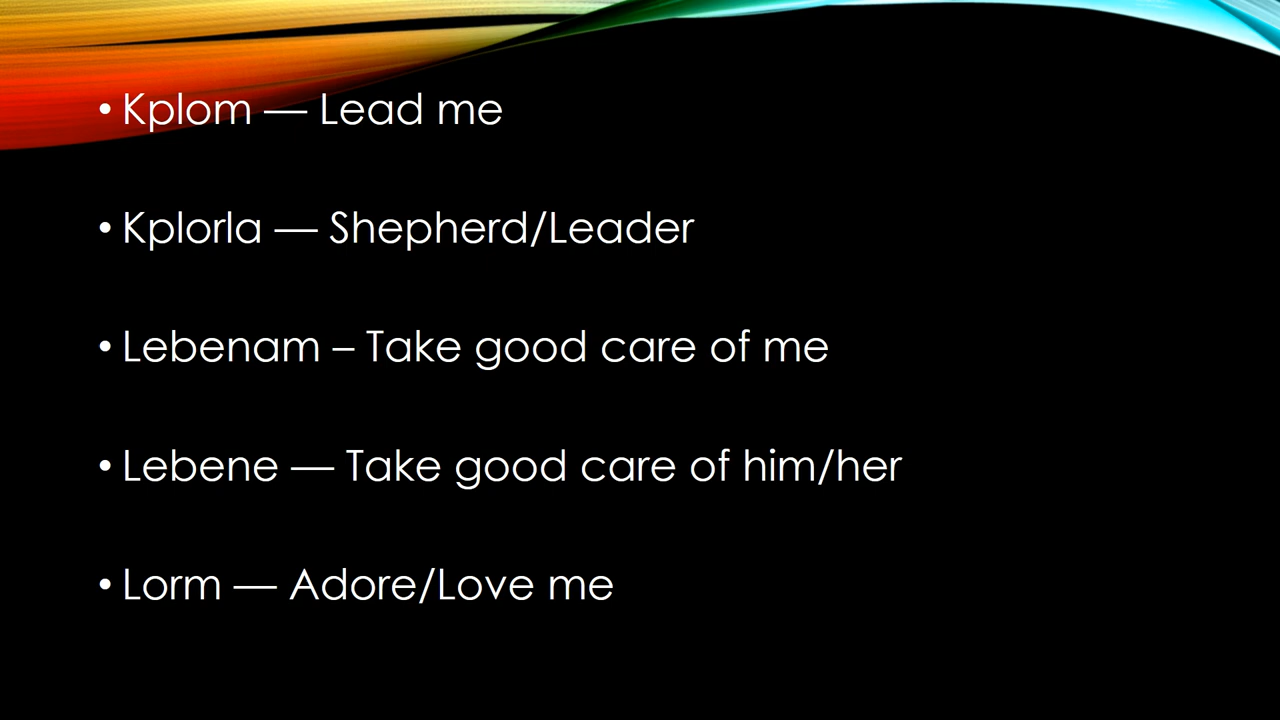 • Kplom — Lead me
• Kplorla — Shepherd/Leader
• Lebenam – Take good care of me
• Lebene — Take good care of him/her
• Lorm — Adore/Love me